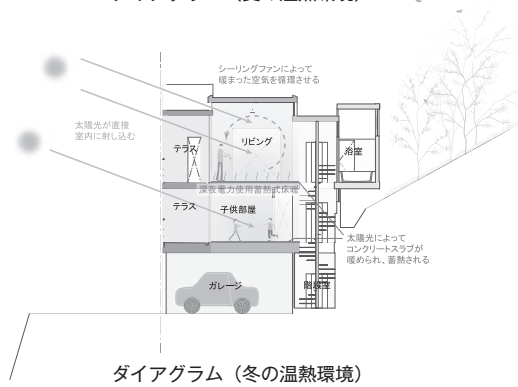 シーリングファンによって
暖まった空気を循環させる
太陽光が直接
室内に射し込む
テラス
リビング
浴室
深夜電力使用蓄熱式床暖
テラス
子供部屋
太陽光によって
コンクリートスラブが
暖められ、蓄熱される
ガレージ
階段室
ダイアグラム（冬の温熱環境）